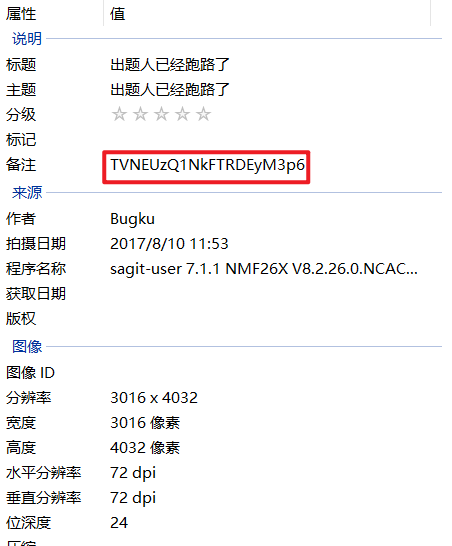 属性 值
说明
标题 出题人已经跑路了
主题 出题人已经跑路了
分级 ☆☆☆☆☆
标记
备注 TVNEUzQ1NkFTRDEyM3p6
来源
作者 Bugku
拍摄日期 2017/8/10 11:53
程序名称 sagit-user 7.1.1 NMF26X V8.2.26.0.NCAC...
获取日期
版权
图像
图像 ID
分辨率 3016 x 4032
宽度 3016 像素
高度 4032 像素
水平分辨率 72 dpi
垂直分辨率 72 dpi
位深度 24